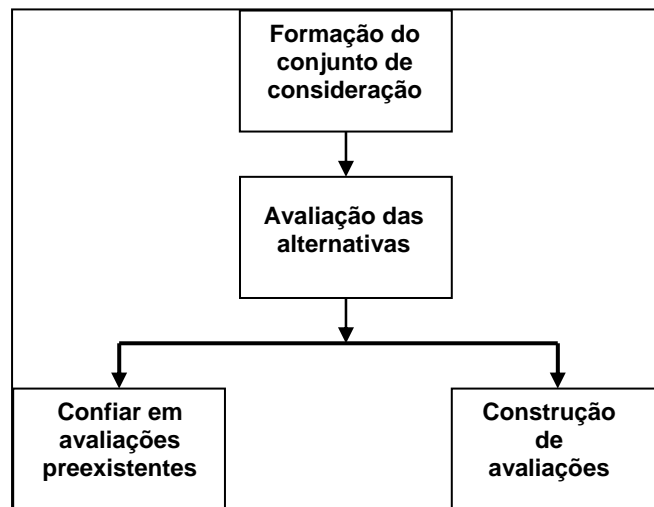 Formação do
conjunto de
consideração
Avaliação das
alternativas
Confiar em
avaliações
preexistentes
Construção
de
avaliações